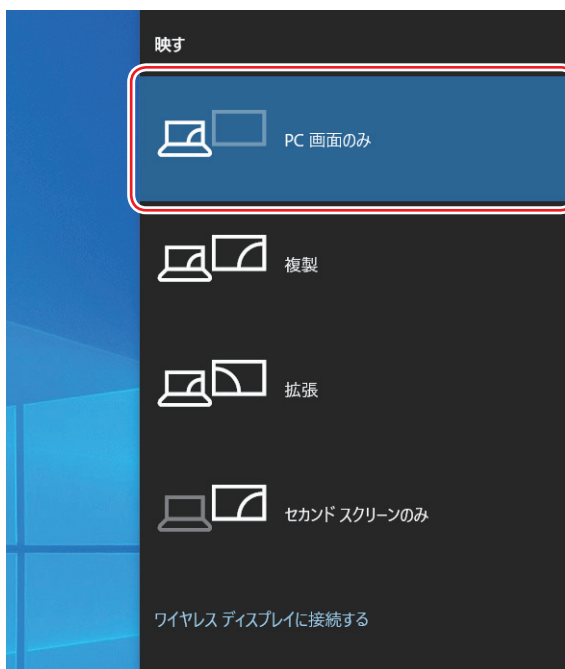 映す
PC 画面のみ
複製
拡張
セカンド スクリーンのみ
ワイヤレス ディスプレイに接続する